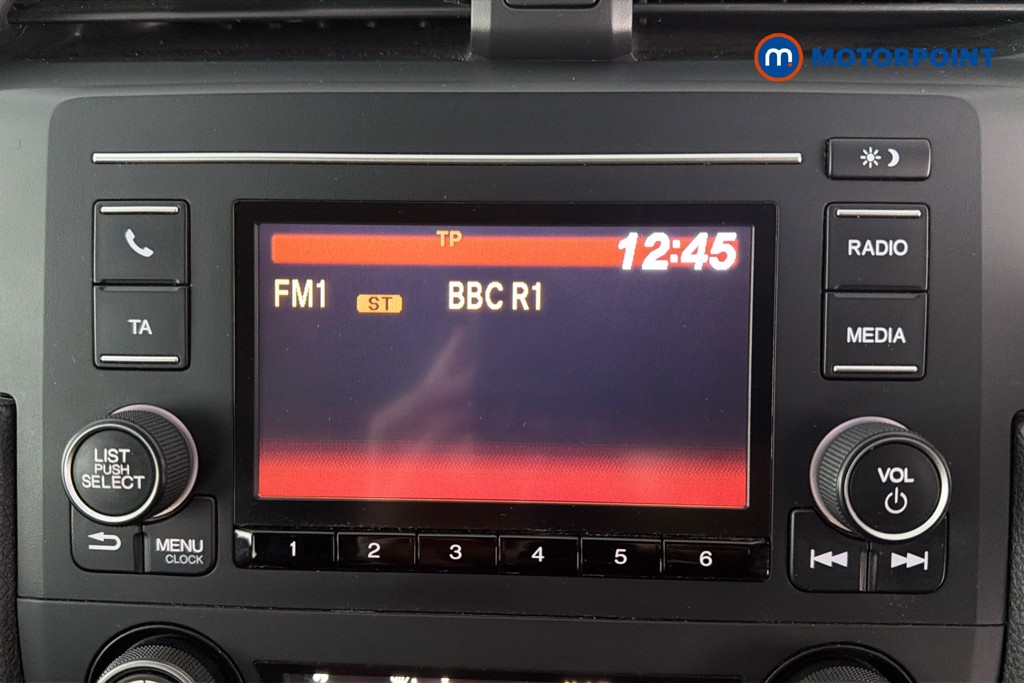 m MOTORPOINT
TP 12:45
FM1 ST BBC R1
RADIO
TA
MEDIA
LIST
PUSH
SELECT
VOL
MENU
CLOCK
1 2 3 4 5 6